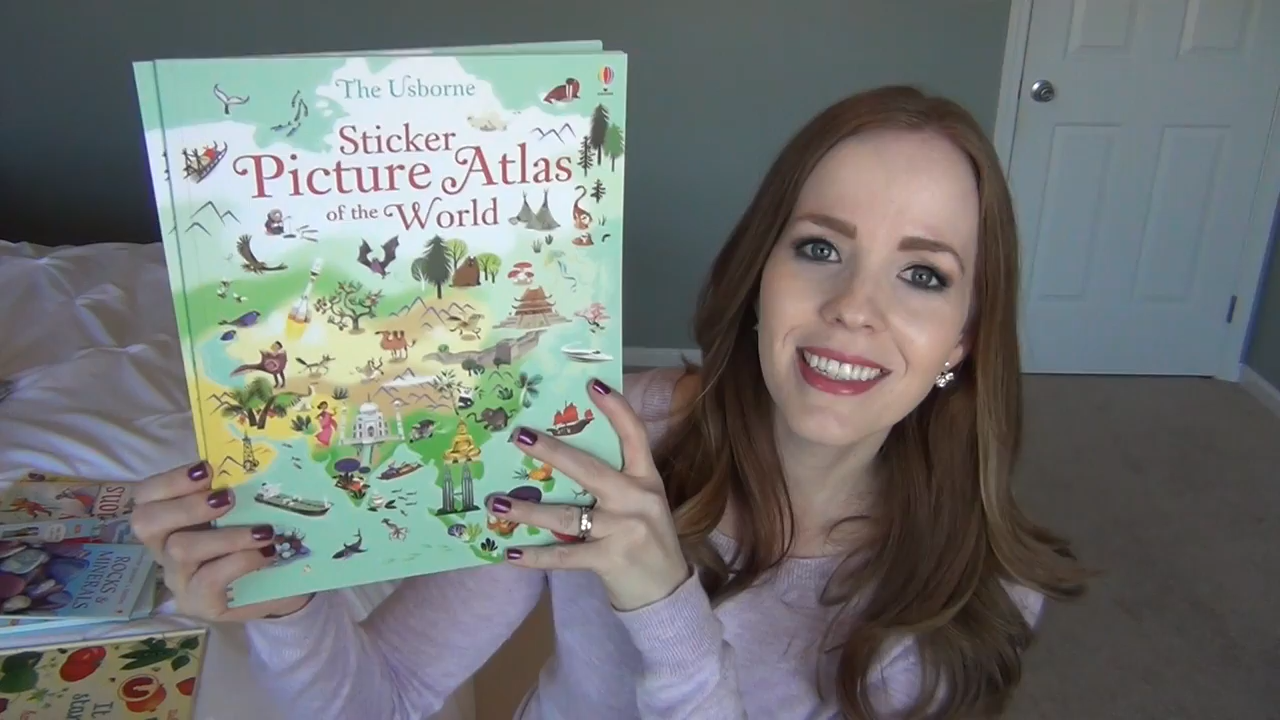 The Usborne
Sticker
Picture Atlas
of the World
ROCKS &
MINERALS